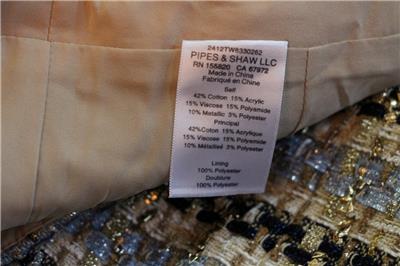 2412TW8330262
PIPES & SHAW LLC
RN 155820 CA 67972
Made in China
Fabriqué en Chine
Self
42% Cotton 15% Acrylic
15% Viscose 15% Polyamide
10% Metallic 3% Polyester
Principal
42% Coton 15% Acrylique
15% Viscose 15% Polyamide
10% Métallisé 3% Polyester
Lining
100% Polyester
Doublure
100% Polyester